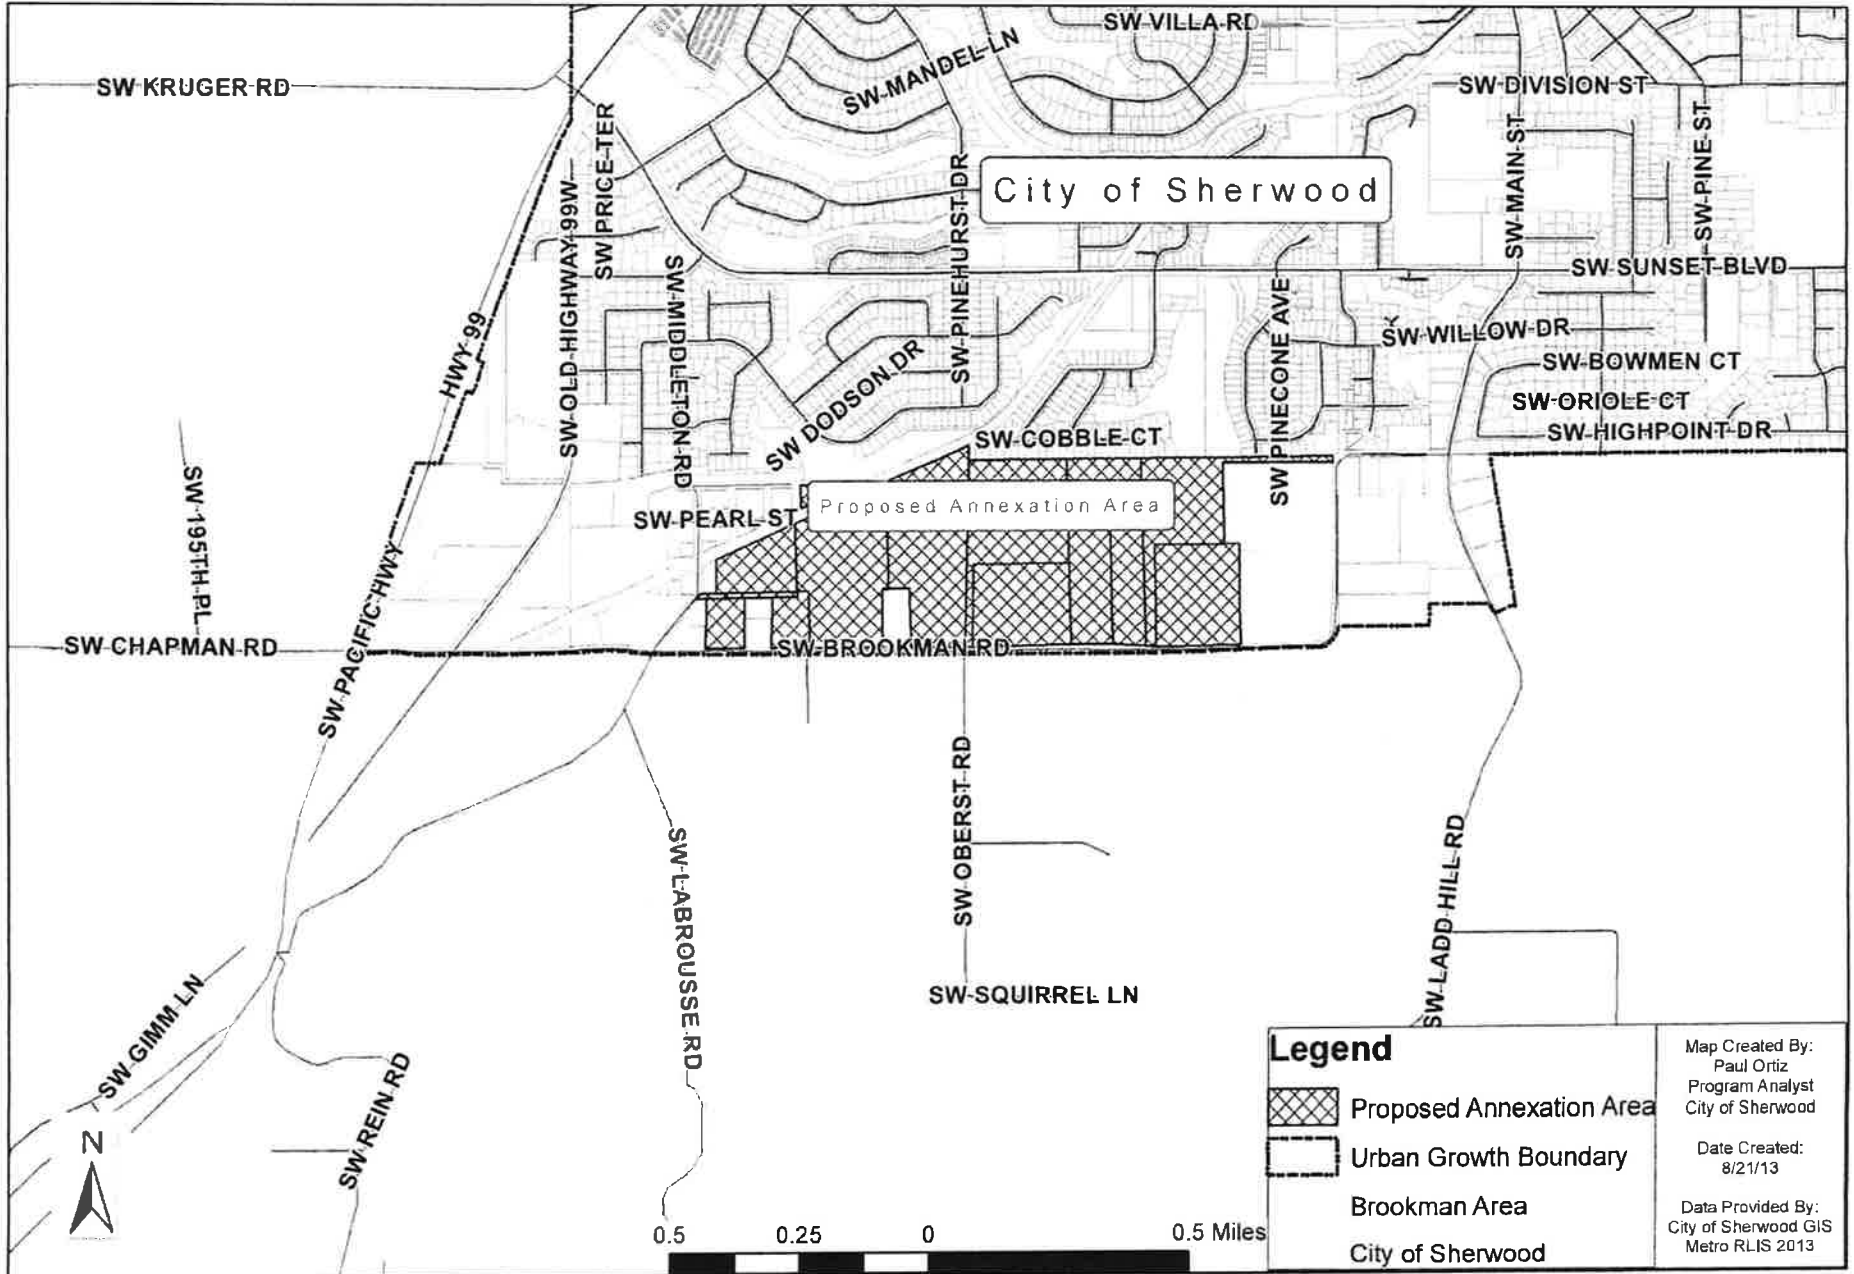 SW VILLA RD
SW KRUGER RD
SW MANDEL LN
SW DIVISION ST
SW PRICE TER
SW MAIN ST
SW PINE ST
City of Sherwood
SW PINEHURST DR
SW OLD HIGHWAY 99W
SW MIDDLETON RD
SW SUNSET BLVD
HWY 99
SW PINECONE AVE
SW WILLOW DR
SW DODSON DR
SW BOWMEN CT
SW ORIOLE CT
SW COBBLE CT
SW HIGHPOINT DR
SW 195TH PL
SW PEARL ST
Proposed Annexation Area
SW PACIFIC HWY
SW CHAPMAN RD
SW BROOKMAN RD
SW OBERST RD
SW LABROUSSE RD
SW LADD HILL RD
SW SQUIRREL LN
SW GIMM LN
SW REIN RD
N
0.5 0.25 0 0.5 Miles
Legend
Proposed Annexation Area
Urban Growth Boundary
Brookman Area
City of Sherwood
Map Created By:
Paul Ortiz
Program Analyst
City of Sherwood
Date Created:
8/21/13
Data Provided By:
City of Sherwood GIS
Metro RLIS 2013